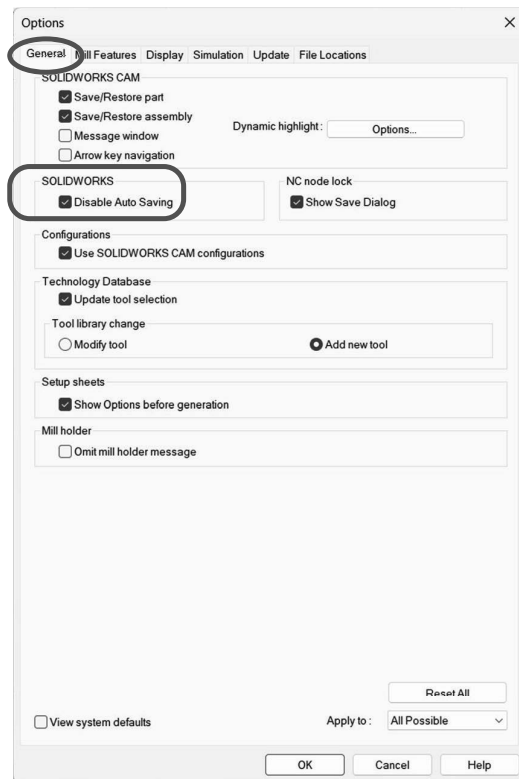 Options
General Mill Features Display Simulation Update File Locations
SOLIDWORKS CAM
Save/Restore part
Save/Restore assembly
Message window
Dynamic highlight: Options...
Arrow key navigation
SOLIDWORKS NC node lock
Disable Auto Saving Show Save Dialog
Configurations
Use SOLIDWORKS CAM configurations
Technology Database
Update tool selection
Tool library change
Modify tool Add new tool
Setup sheets
Show Options before generation
Mill holder
Omit mill holder message
Reset All
View system defaults Apply to: All Possible
OK Cancel Help